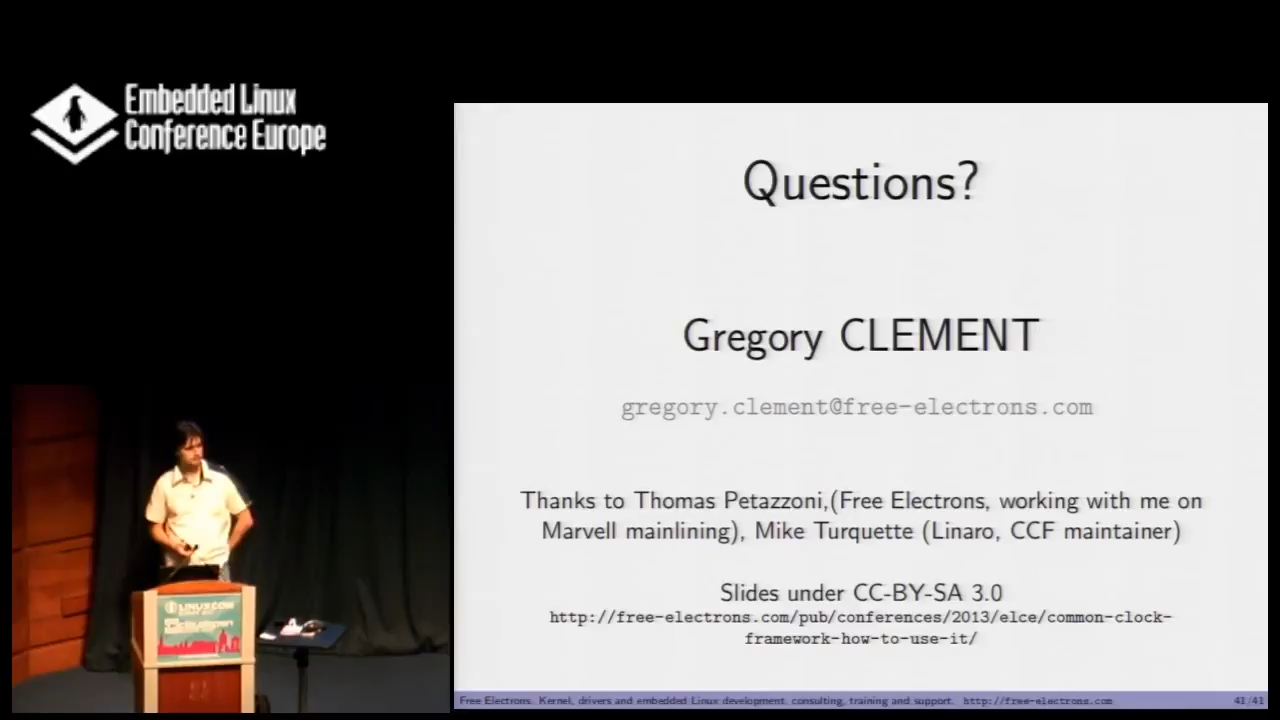 Embedded Linux
Conference Europe
Questions?
Gregory CLEMENT
gregory.clement@free-electrons.com
Thanks to Thomas Petazzoni,(Free Electrons, working with me on
Marvell mainlining), Mike Turquette (Linaro, CCF maintainer)
Slides under CC-BY-SA 3.0
http://free-electrons.com/pub/conferences/2013/elce/common-clock-
framework-how-to-use-it/
Free Electrons. Kernel, drivers and embedded Linux development, consulting, training and support. http://free-electrons.com
41/41
LINUXCON